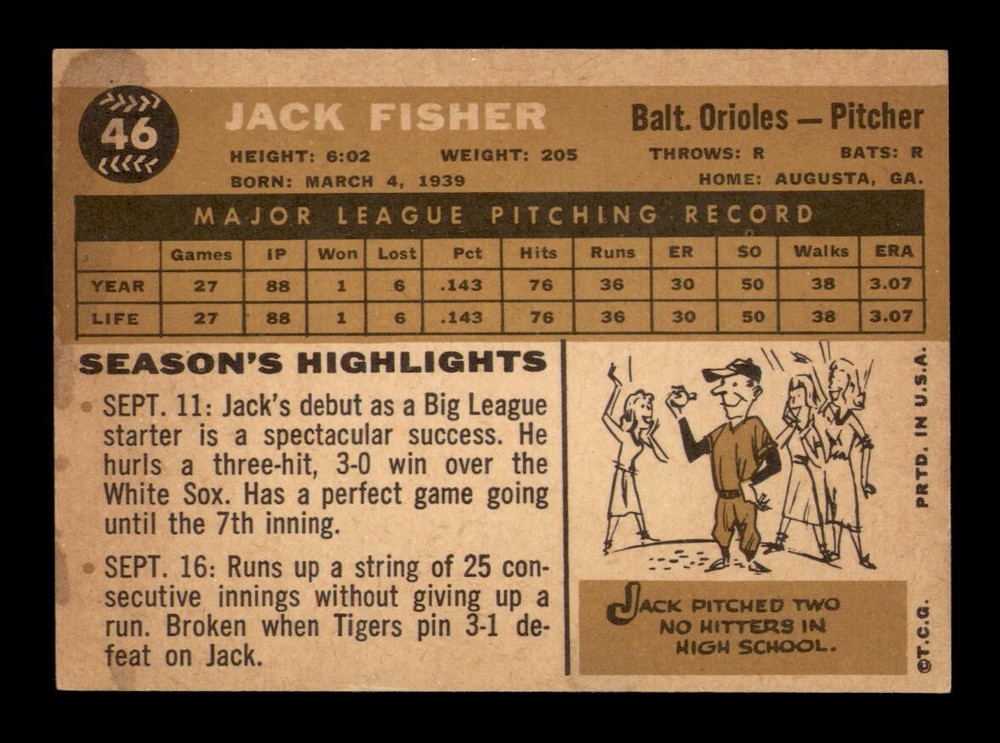 46
JACK FISHER
Balt. Orioles — Pitcher
HEIGHT: 6:02 WEIGHT: 205 THROWS: R BATS: R
BORN: MARCH 4, 1939 HOME: AUGUSTA, GA.
MAJOR LEAGUE PITCHING RECORD
Games IP Won Lost Pct Hits Runs ER SO Walks ERA
YEAR 27 88 1 6 .143 76 36 30 50 38 3.07
LIFE 27 88 1 6 .143 76 36 30 50 38 3.07
SEASON'S HIGHLIGHTS
• SEPT. 11: Jack's debut as a Big League
starter is a spectacular success. He
hurls a three-hit, 3-0 win over the
White Sox. Has a perfect game going
until the 7th inning.
• SEPT. 16: Runs up a string of 25 con-
secutive innings without giving up a
run. Broken when Tigers pin 3-1 de-
feat on Jack.
JACK PITCHED TWO
NO HITTERS IN
HIGH SCHOOL.
©T.C.G. PRTD. IN U.S.A.